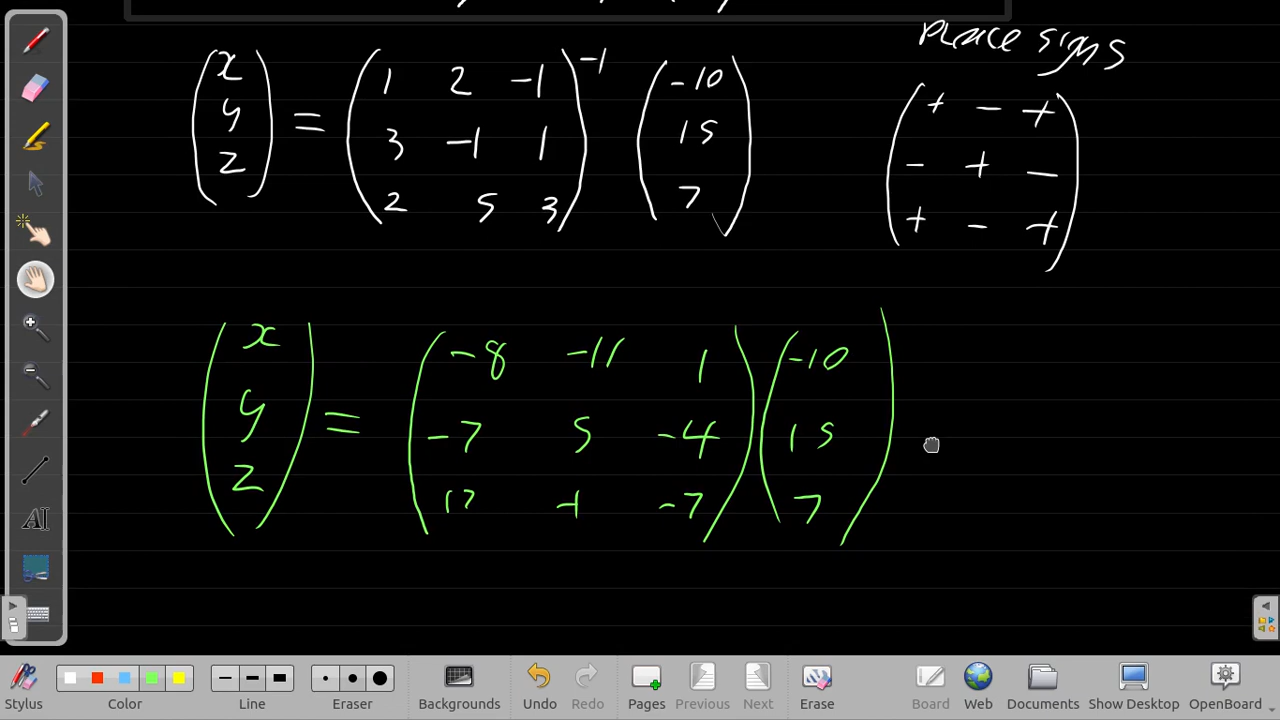 Place signs
( x ) = ( 1 2 -1 )^-1 ( -10 ) ( + - + )
( y ) ( 3 -1 1 ) ( 15 ) ( - + - )
( z ) ( 2 5 3 ) ( 7 ) ( + - + )
( x ) = ( -8 -11 1 ) ( -10 )
( y ) ( -7 5 -4 ) ( 15 )
( z ) ( -1 -7 ) ( 7 )
AI
Stylus Color Line Eraser Backgrounds Undo Redo Pages Previous Next Erase Board Web Documents Show Desktop OpenBoard